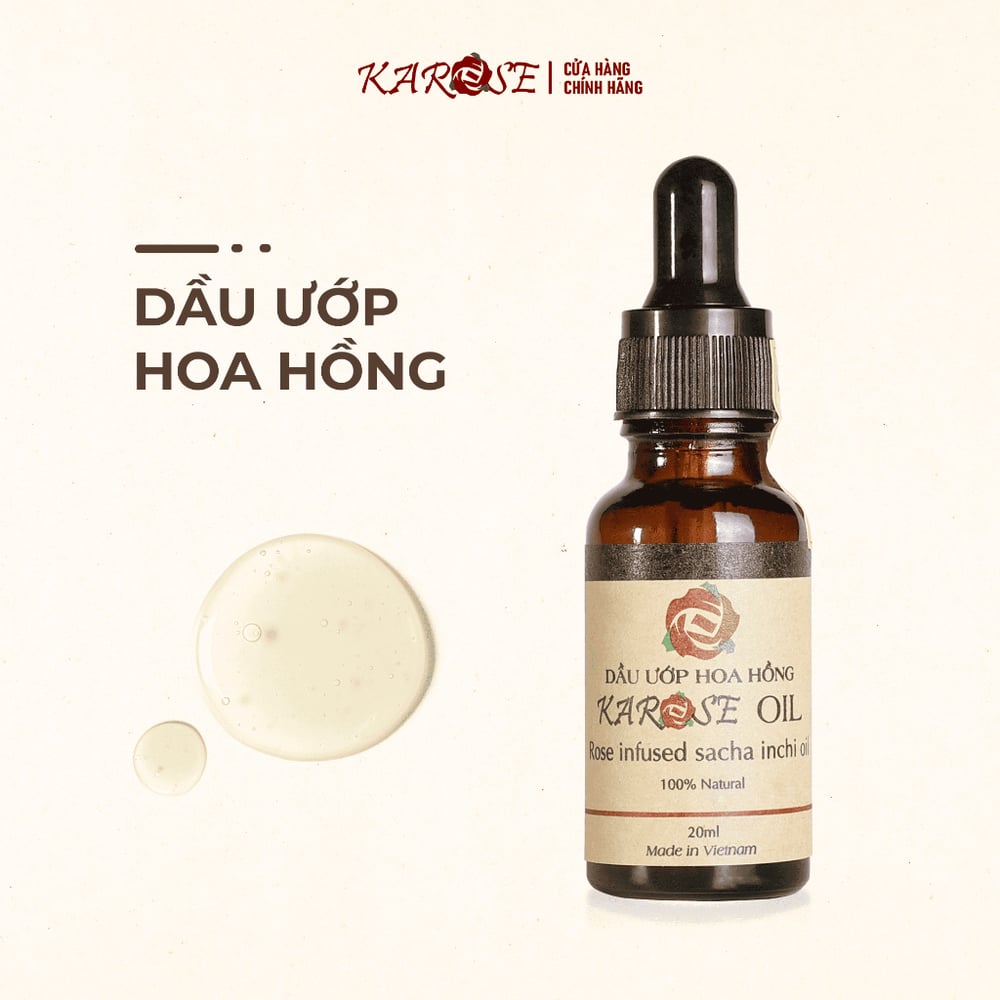 KAROSE
CỬA HÀNG
CHÍNH HÃNG
DẦU ƯỚP
HOA HỒNG
DẦU ƯỚP HOA HỒNG
KAROSE OIL
Rose infused sacha inchi oil
100% Natural
20ml
Made in Vietnam